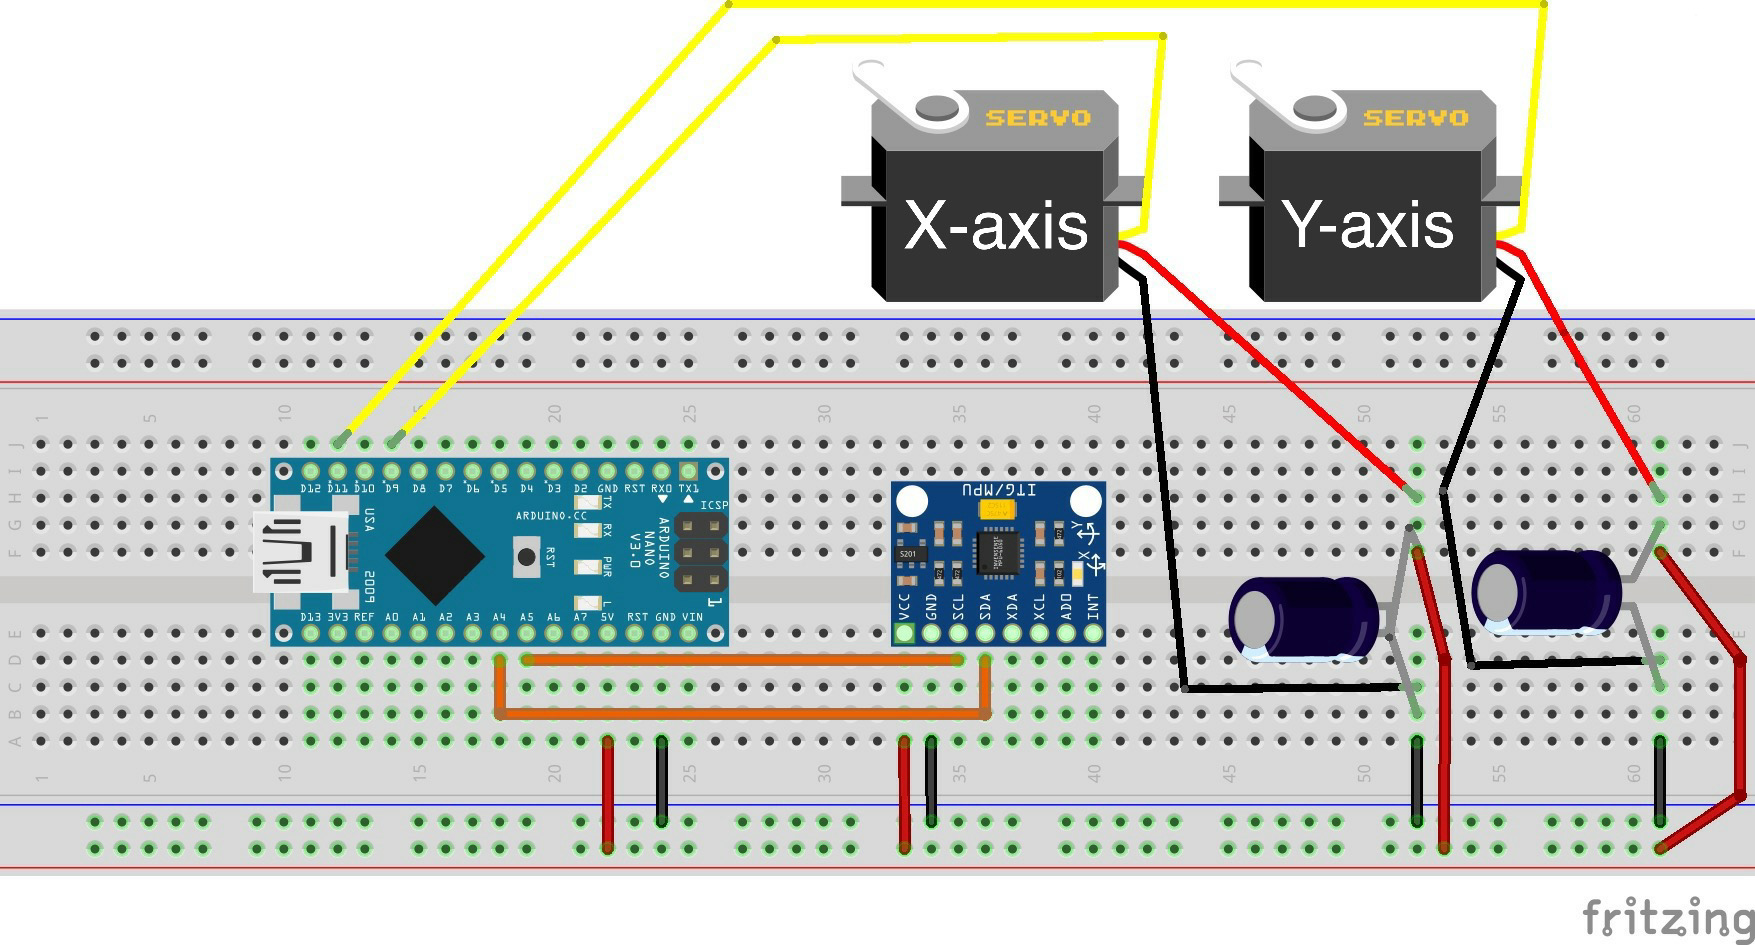 SERVO
SERVO
X-axis
Y-axis
1 5 10 15 20 25 30 35 40 45 50 55 60
J
J
I
I
D12 D11 D10 D9 D8 D7 D6 D5 D4 D3 D2 GND RST RX0 TX1
ITG/MPU
H
H
ICSP
TX
ARDUINO.CC
USA
G
G
RX
ARDUINO
NANO
V3.0
Y
RST
F
F
PWR
X
2009
L
1
D13 3V3 REF A0 A1 A2 A3 A4 A5 A6 A7 5V RST GND VIN
VCC GND SCL SDA XDA XCL ADO INT
E
E
D
C
C
B
B
A
A
1 5 10 15 20 25 30 35 40 45 50 55 60
fritzing